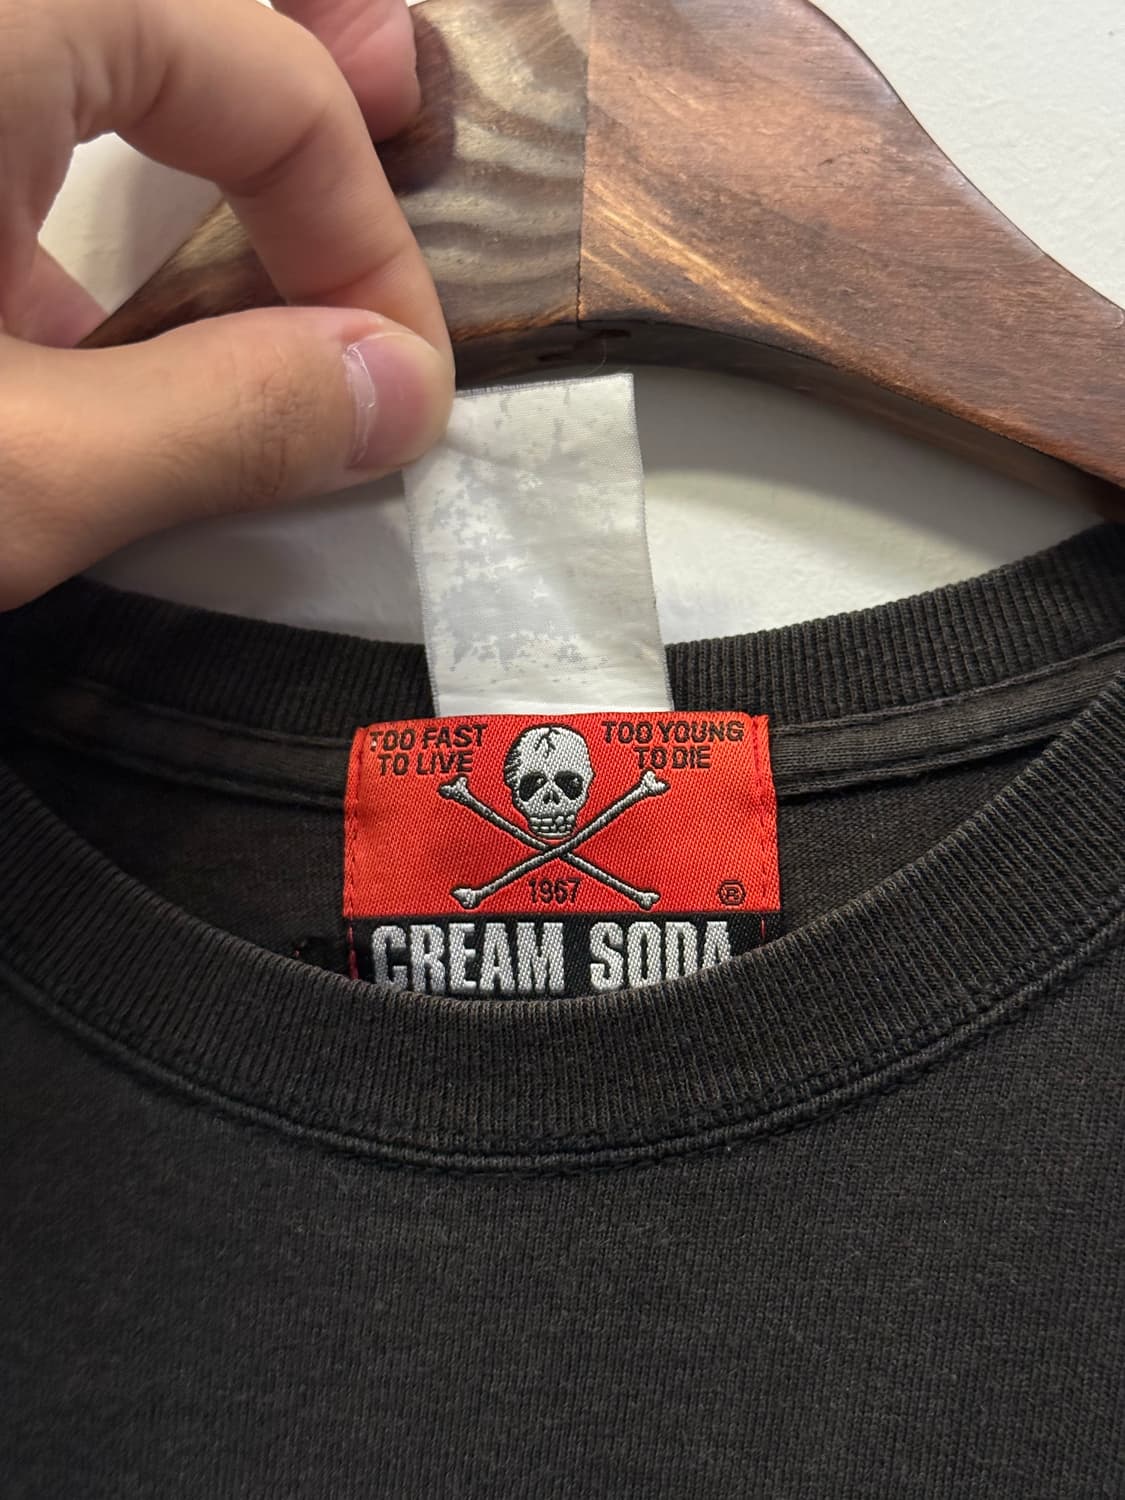 TOO FAST
TO LIVE
TOO YOUNG
TO DIE
1967
®
CREAM SODA